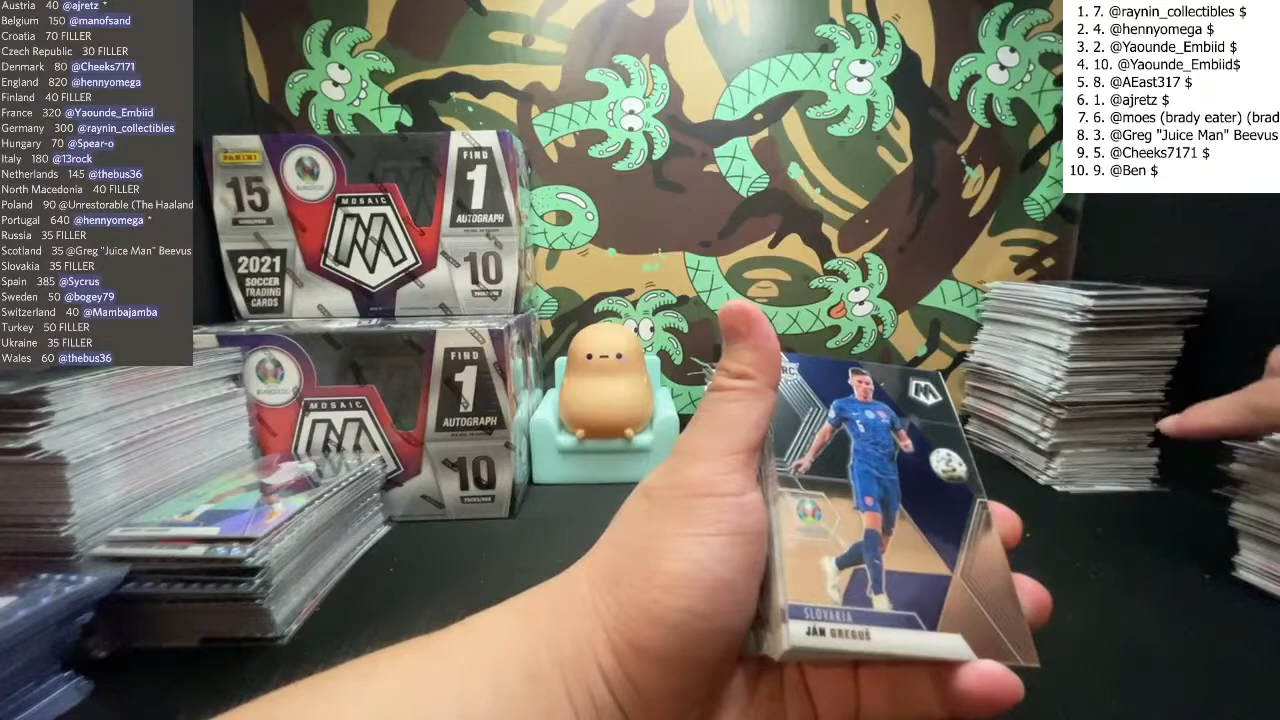 Austria 40 @ajretz *
Belgium 150 @manofsand
Croatia 70 FILLER
Czech Republic 30 FILLER
Denmark 80 @Cheeks7171
England 820 @hennyomega
Finland 40 FILLER
France 320 @Yaounde_Embiid
Germany 300 @raynin_collectibles
Hungary 70 @Spear-o
Italy 180 @13rock
Netherlands 145 @thebus36
North Macedonia 40 FILLER
Poland 90 @Unrestorable (The Haaland
Portugal 640 @hennyomega *
Russia 35 FILLER
Scotland 35 @Greg "Juice Man" Beevus
Slovakia 35 FILLER
Spain 385 @Sycrus
Sweden 50 @bogey79
Switzerland 40 @Mambajamba
Turkey 50 FILLER
Ukraine 35 FILLER
Wales 60 @thebus36
1. 7. @raynin_collectibles $
2. 4. @hennyomega $
3. 2. @Yaounde_Embiid $
4. 10. @Yaounde_Embiid$
5. 8. @AEast317 $
6. 1. @ajretz $
7. 6. @moes (brady eater) (brad
8. 3. @Greg "Juice Man" Beevus
9. 5. @Cheeks7171 $
10. 9. @Ben $
PANINI
15
MOSAIC
M
2021
SOCCER
TRADING
CARDS
FIND
1
AUTOGRAPH
10
MOSAIC
M
FIND
1
AUTOGRAPH
10
RC
M
SLOVAKIA
JÁN GREGUŠ